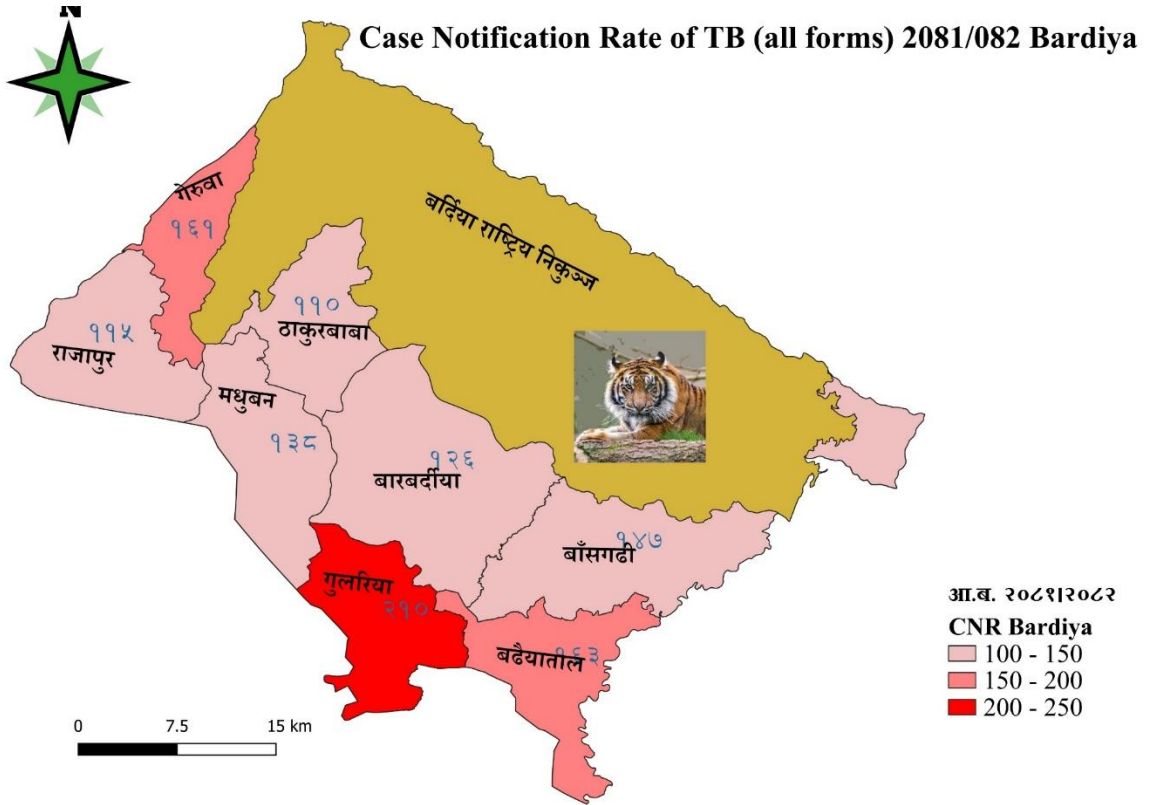 N
Case Notification Rate of TB (all forms) 2081/082 Bardiya
गेरुवा
१६१
बर्दिया राष्ट्रिय निकुञ्ज
११५
राजापुर
११०
ठाकुरबाबा
मधुबन
१३८
१२६
बारबर्दीया
१४७
बाँसगढी
गुलरिया
२१०
१६३
बढैयाताल
आ.ब. २०८१।२०८२
CNR Bardiya
100 - 150
150 - 200
200 - 250
0 7.5 15 km